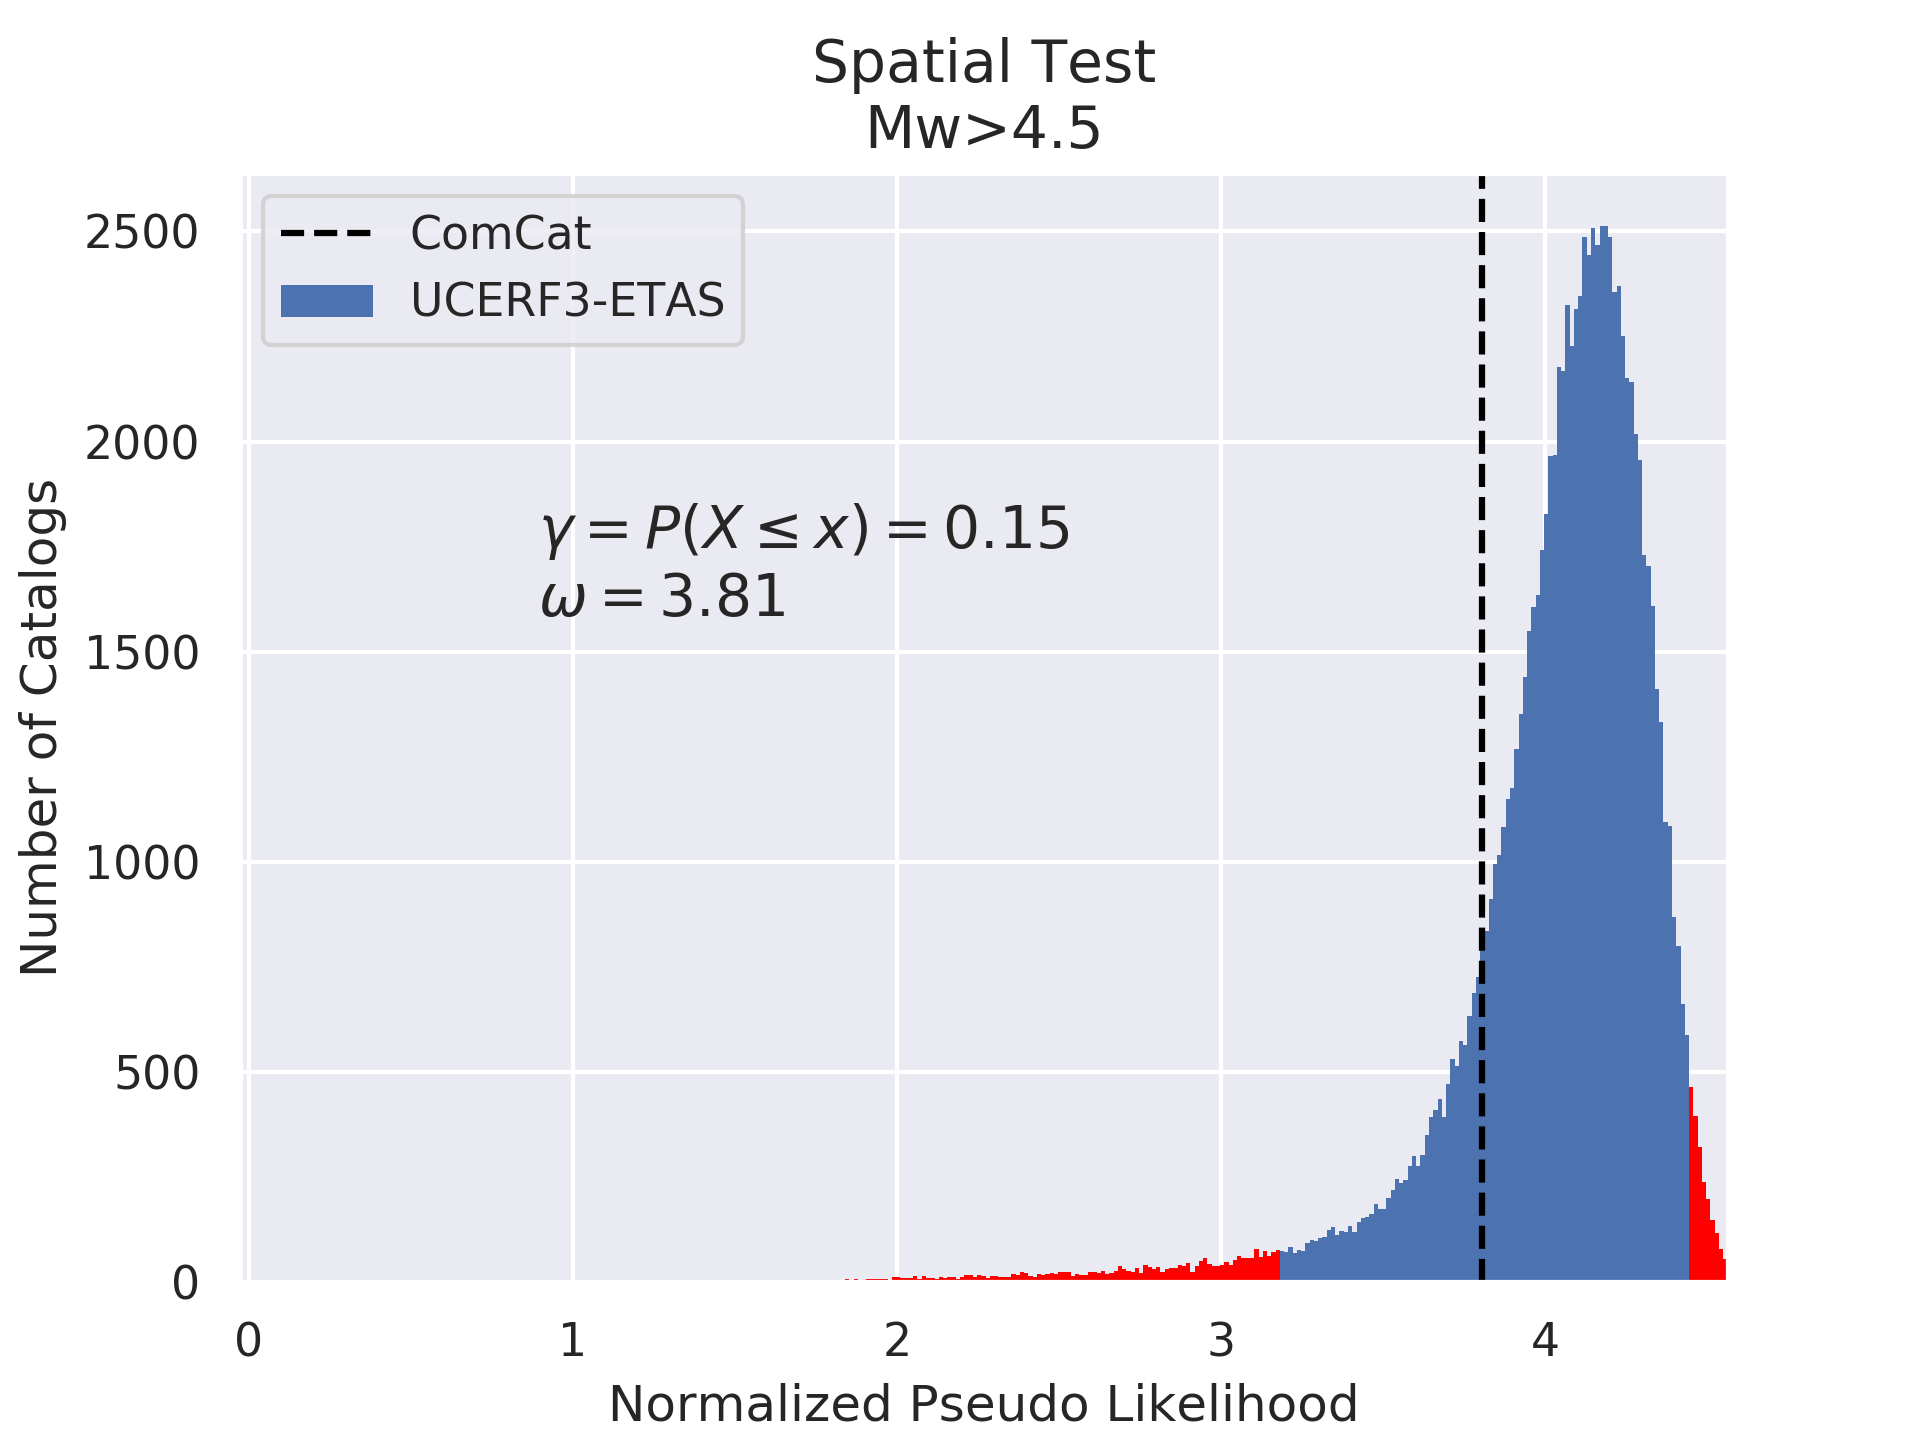 Spatial Test
Mw>4.5
ComCat
UCERF3-ETAS
γ = P(X ≤ x) = 0.15
ω = 3.81
Number of Catalogs
2500
2000
1500
1000
500
0
0 1 2 3 4
Normalized Pseudo Likelihood